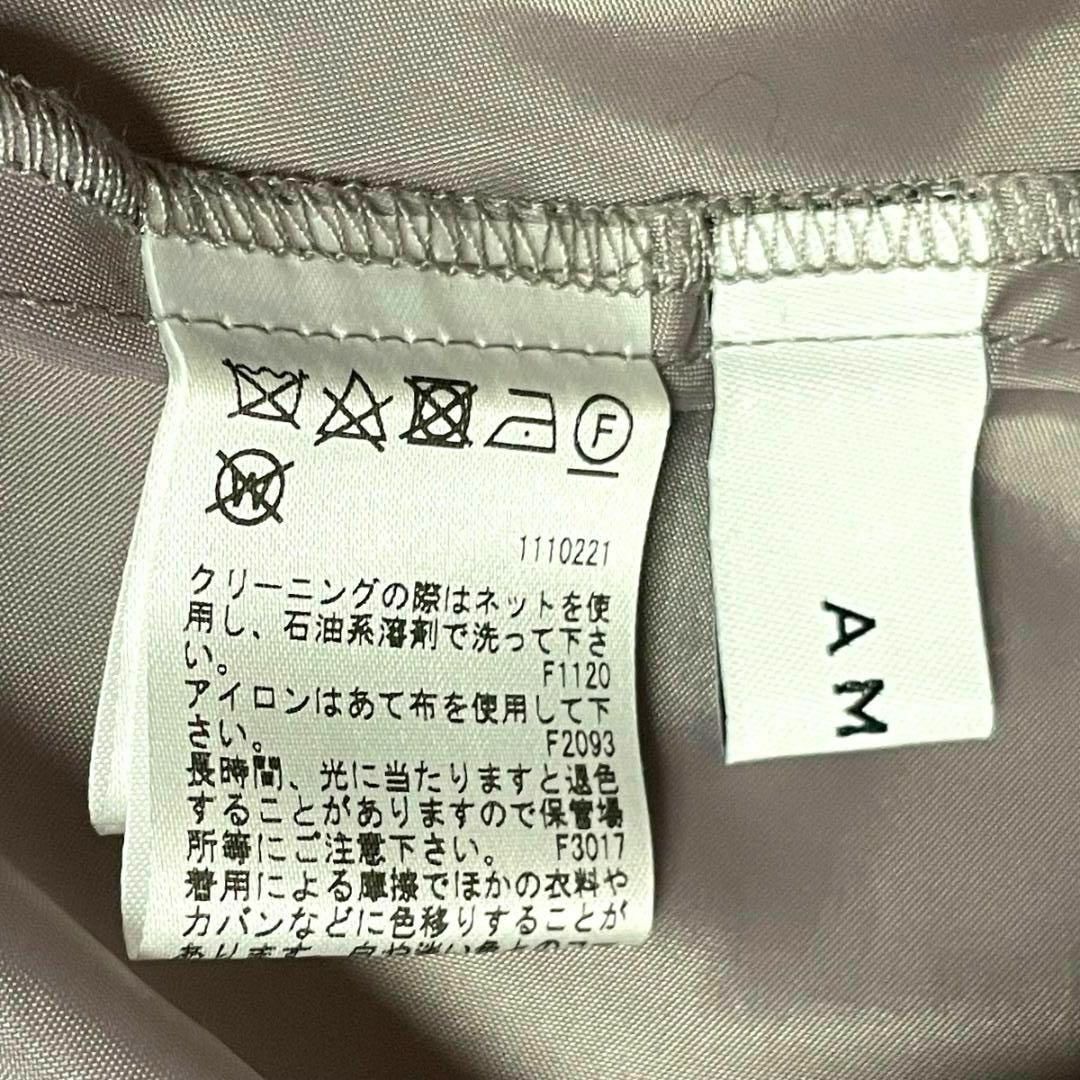 F
W
1110221
クリーニングの際はネットを使
用し、石油系溶剤で洗って下さ
い。 F1120
アイロンはあて布を使用して下
さい。 F2093
長時間、光に当たりますと退色
することがありますので保管場
所等にご注意下さい。 F3017
着用による摩擦でほかの衣料や
カバンなどに色移りすることが
あります。
A M